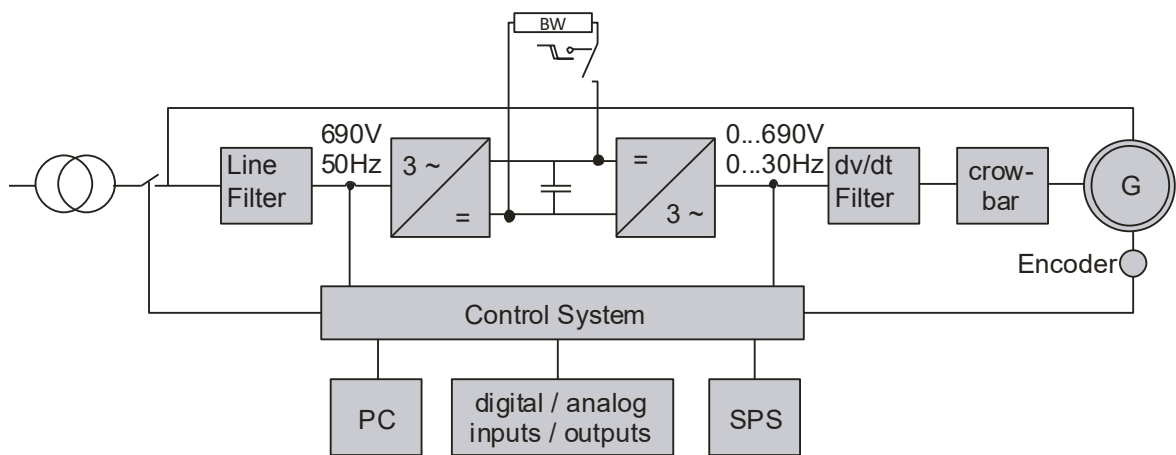 BW
690V
50Hz
0...690V
0...30Hz
Line
Filter
3 ~
=
=
3 ~
dv/dt
Filter
crow-
bar
G
Encoder
Control System
PC
digital / analog
inputs / outputs
SPS